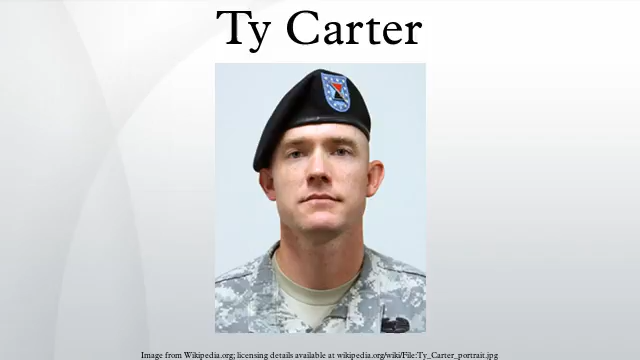 Ty Carter
Image from Wikipedia.org; licensing details available at wikipedia.org/wiki/File:Ty_Carter_portrait.jpg